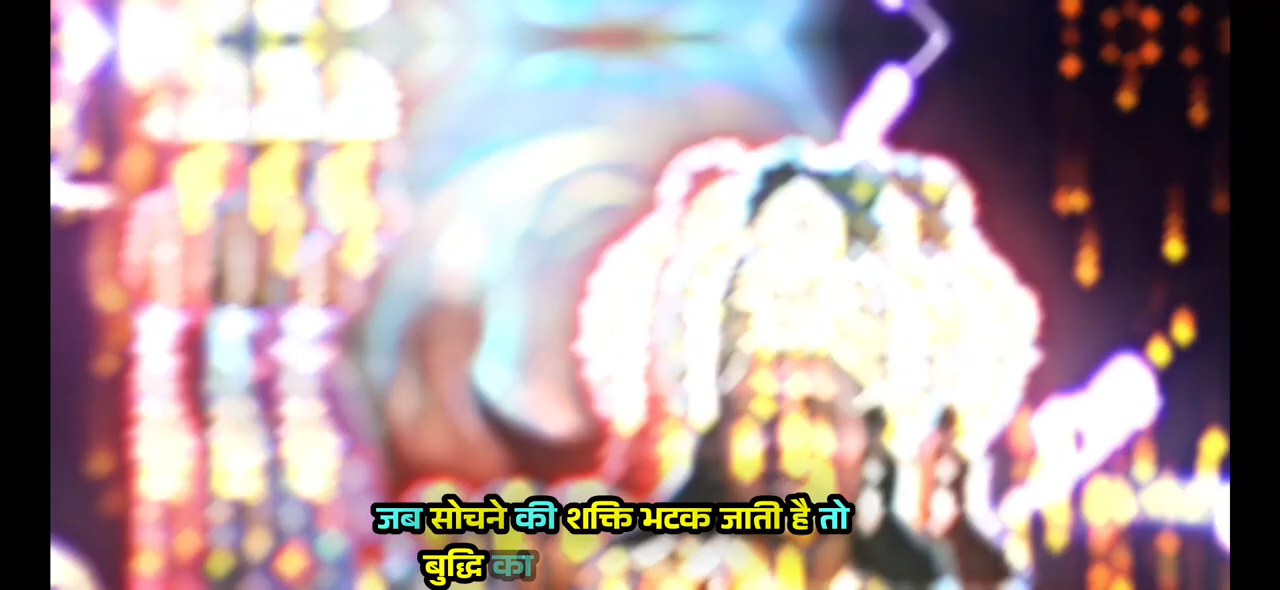 जब सोचने की शक्ति भटक जाती है तो
बुद्धि का